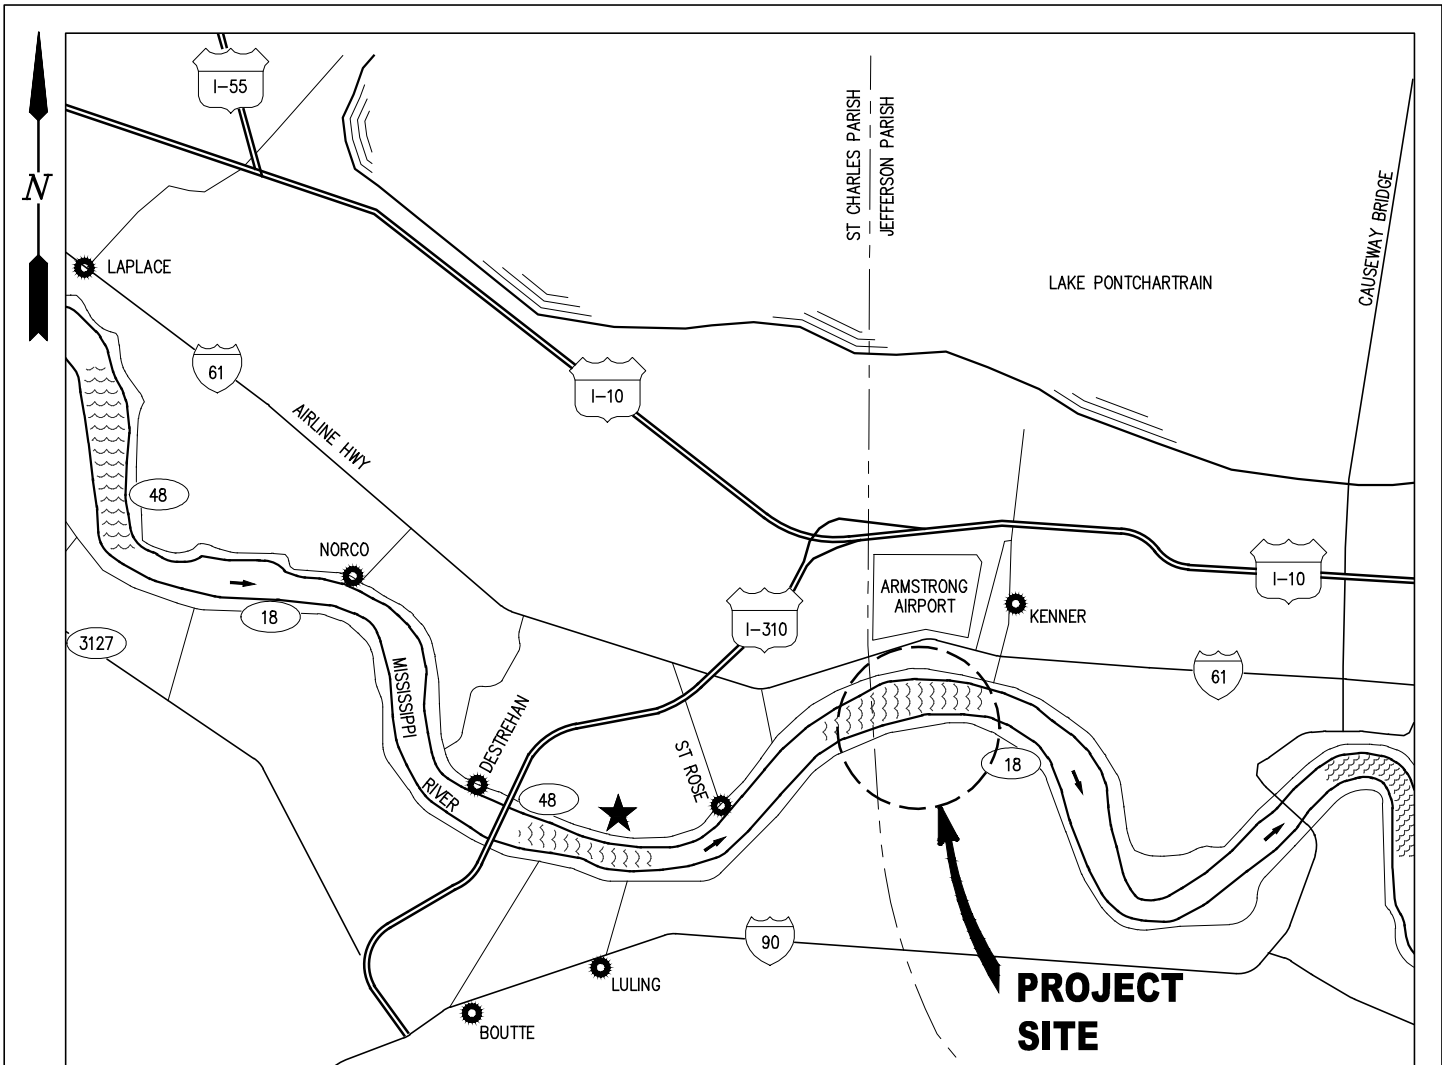 I-55
N
ST CHARLES PARISH
JEFFERSON PARISH
CAUSEWAY BRIDGE
LAPLACE
LAKE PONTCHARTRAIN
61
I-10
AIRLINE HWY
48
NORCO
I-10
ARMSTRONG
AIRPORT
18
I-310
KENNER
3127
61
MISSISSIPPI
RIVER
DESTREHAN
ST ROSE
18
48
90
LULING
PROJECT
SITE
BOUTTE